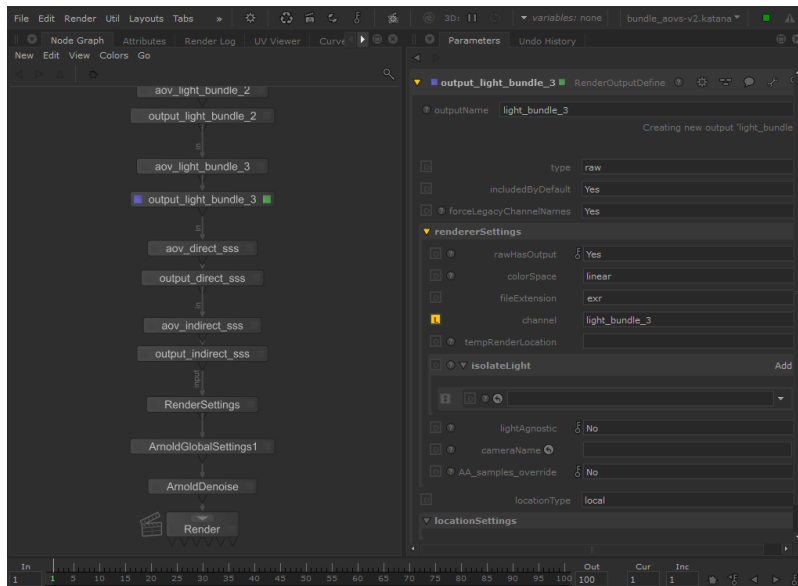 File Edit Render Util Layouts Tabs » 3D: variables: none bundle_aovs-v2.katana
Node Graph Attributes Render Log UV Viewer Curve
New Edit View Colors Go
aov_light_bundle_2
output_light_bundle_2
in
aov_light_bundle_3
output_light_bundle_3
in
aov_direct_sss
output_direct_sss
in
aov_indirect_sss
output_indirect_sss
input
RenderSettings
ArnoldGlobalSettings1
ArnoldDenoise
Render
Parameters Undo History
output_light_bundle_3 RenderOutputDefine
outputName light_bundle_3
Creating new output 'light_bundle
type raw
includedByDefault Yes
forceLegacyChannelNames Yes
rendererSettings
rawHasOutput Yes
colorSpace linear
fileExtension exr
L channel light_bundle_3
tempRenderLocation
isolateLight Add
lightAgnostic No
cameraName
AA_samples_override No
locationType local
locationSettings
In Out Cur Inc
1 1 5 10 15 20 25 30 35 40 45 50 55 60 65 70 75 80 85 90 95 100 100 1 1